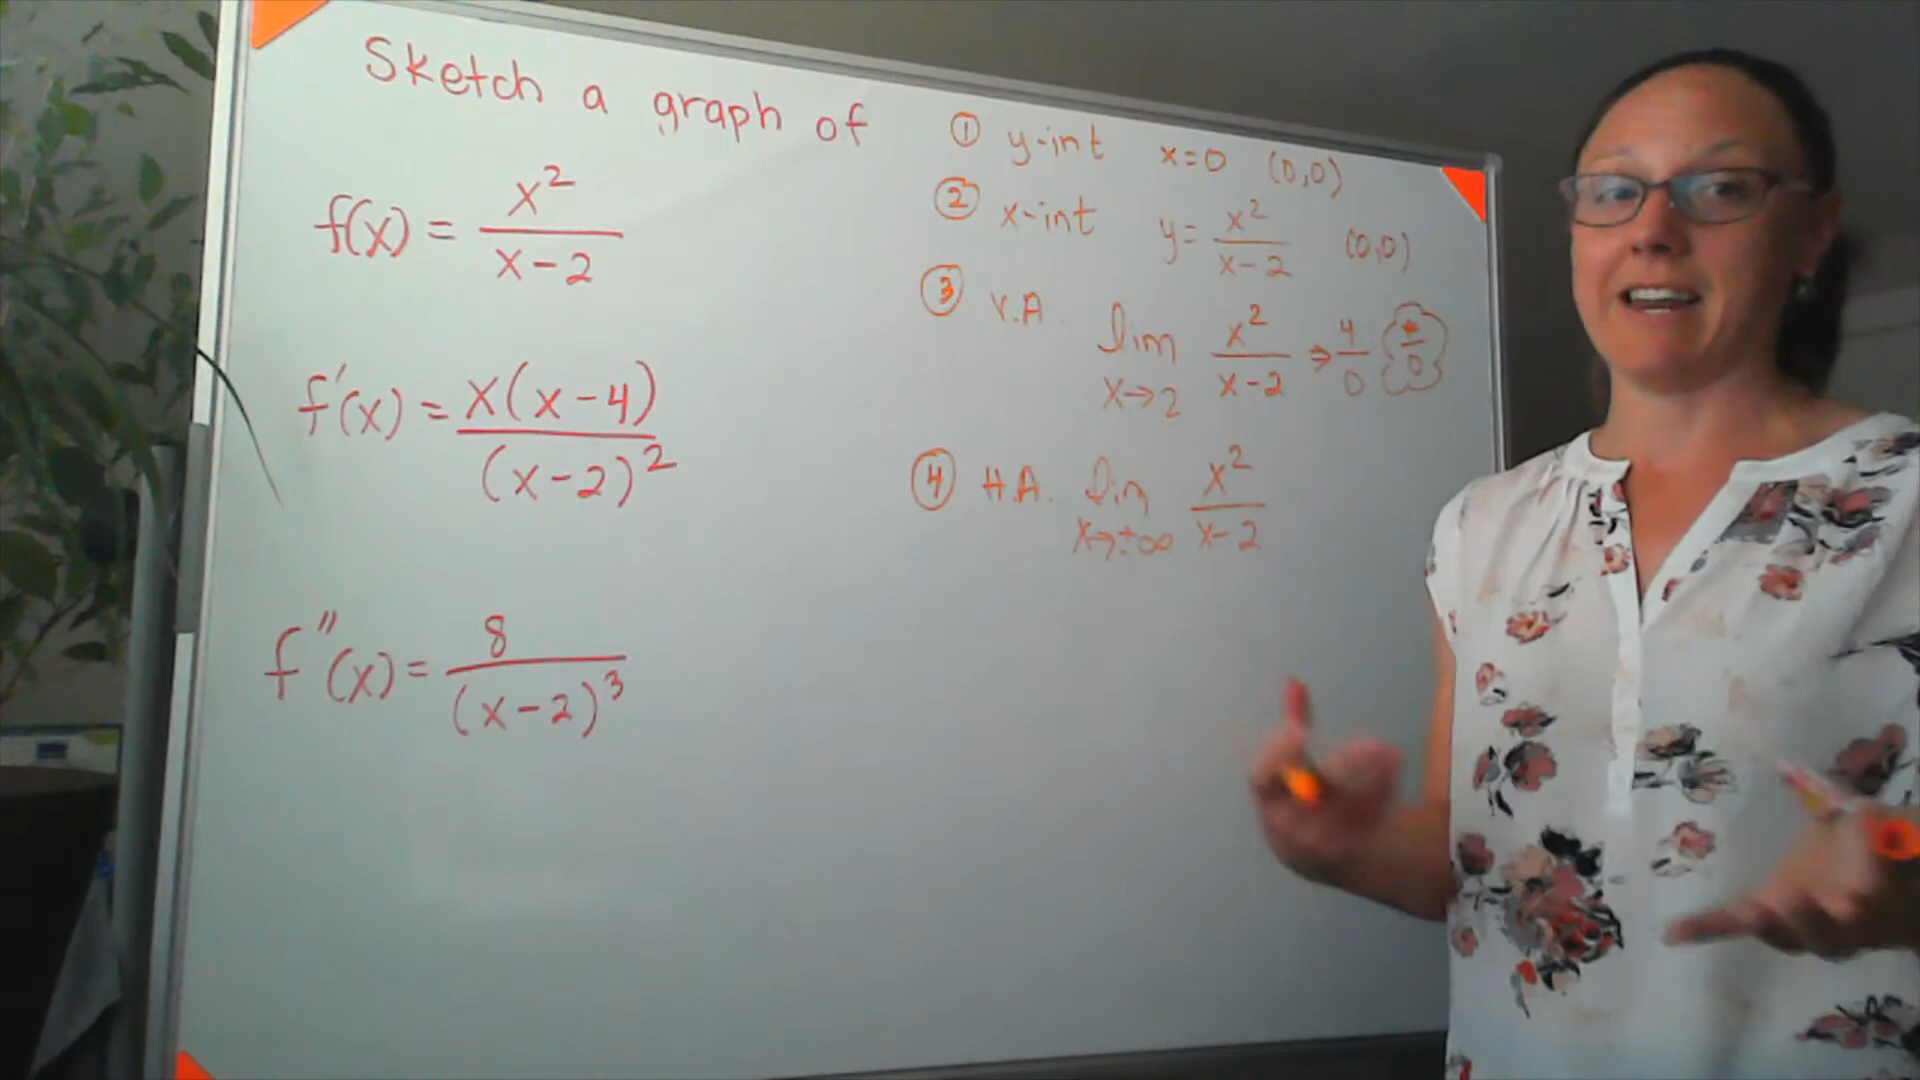 Sketch a graph of
f(x) = x²/(x-2)
f'(x) = x(x-4)/(x-2)²
f''(x) = 8/(x-2)³
① y-int x=0 (0,0)
② x-int y= x²/(x-2) (0,0)
③ V.A lim x→2 x²/(x-2) ⇒ 4/0 */0
④ H.A. lim x→±∞ x²/(x-2)